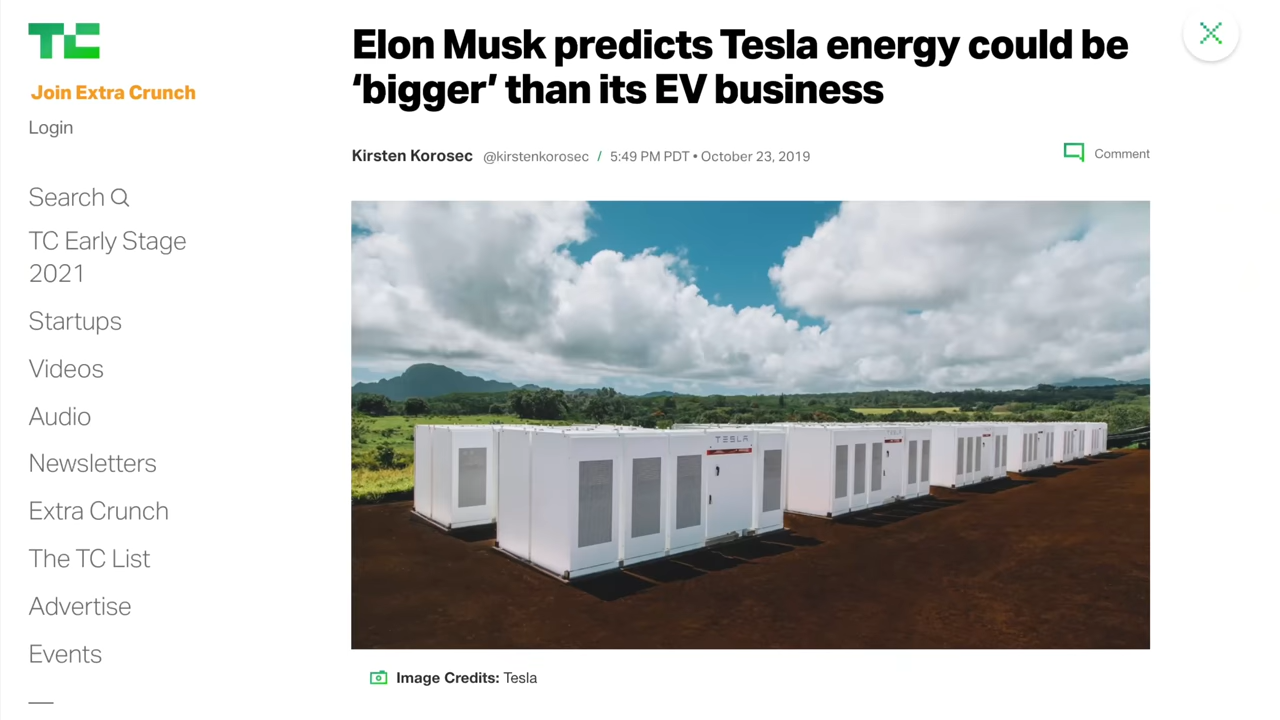 TC
Join Extra Crunch
Login
Search
TC Early Stage
2021
Startups
Videos
Audio
Newsletters
Extra Crunch
The TC List
Advertise
Events
Elon Musk predicts Tesla energy could be
‘bigger’ than its EV business
Kirsten Korosec @kirstenkorosec / 5:49 PM PDT • October 23, 2019
Comment
TESLA
TESLA
Image Credits: Tesla